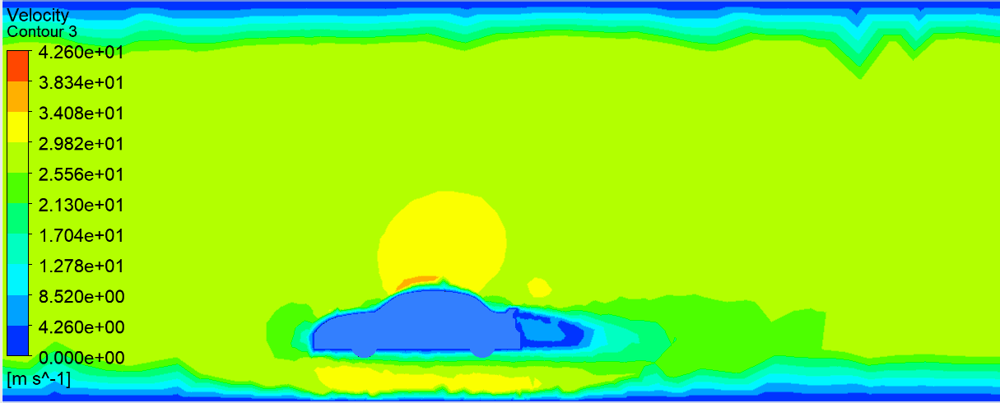 Velocity
Contour 3
4.260e+01
3.834e+01
3.408e+01
2.982e+01
2.556e+01
2.130e+01
1.704e+01
1.278e+01
8.520e+00
4.260e+00
0.000e+00
[m s^-1]